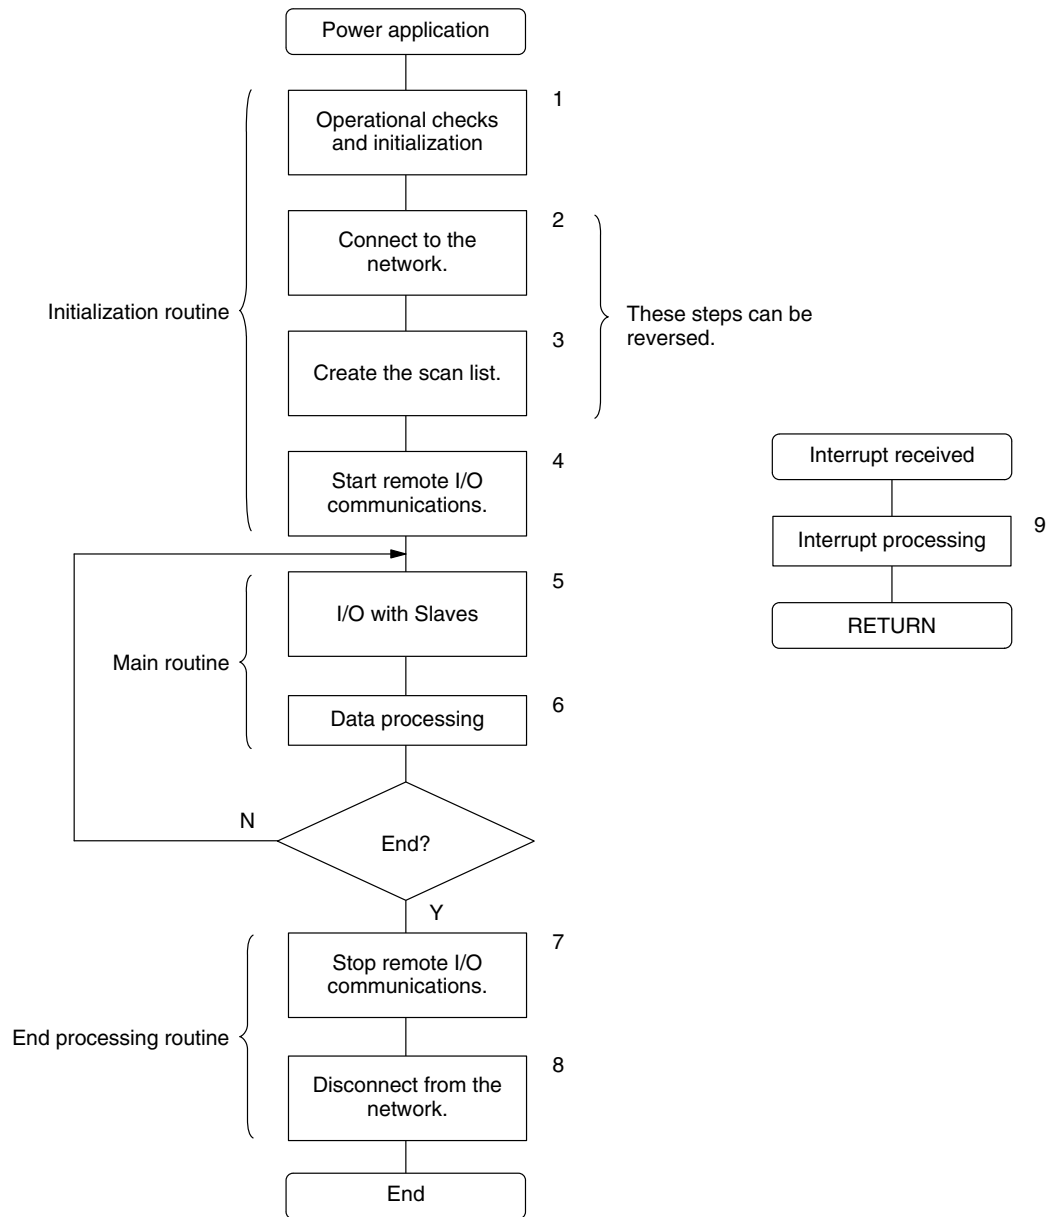 Power application
1
Operational checks
and initialization
2
Connect to the
network.
Initialization routine
These steps can be
reversed.
3
Create the scan list.
4
Start remote I/O
communications.
Interrupt received
9
Interrupt processing
RETURN
5
I/O with Slaves
Main routine
6
Data processing
N
End?
Y
7
Stop remote I/O
communications.
End processing routine
8
Disconnect from the
network.
End